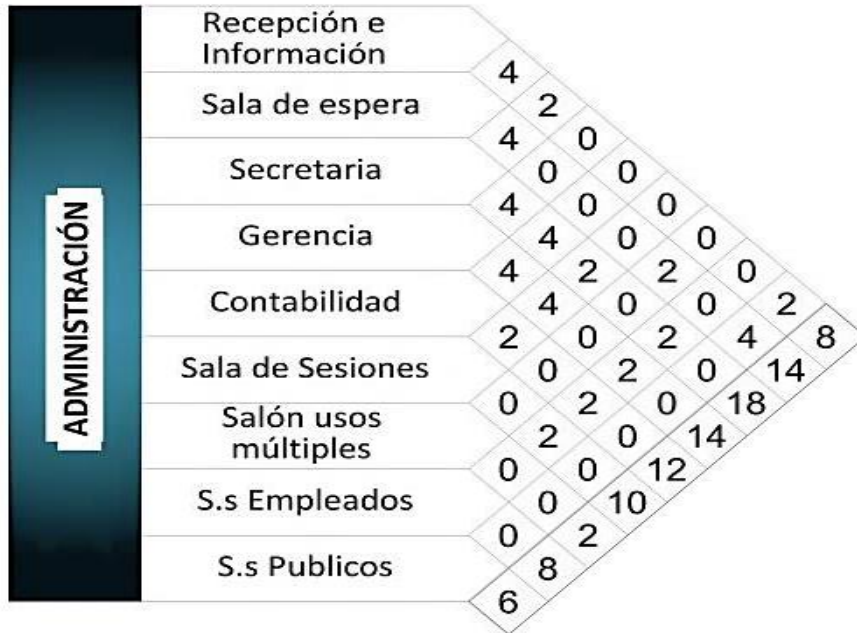 ADMINISTRACIÓN
Recepción e
Información
4
Sala de espera 2
4 0
Secretaria 0 0
4 0 0
Gerencia 4 0 0
4 2 2 0
Contabilidad 4 0 0 2
2 0 2 4 8
Sala de Sesiones 0 2 0 14
0 2 0 18
Salón usos
múltiples 2 0 14
0 0 12
S.s Empleados 0 10
0 2
S.s Publicos 8
6